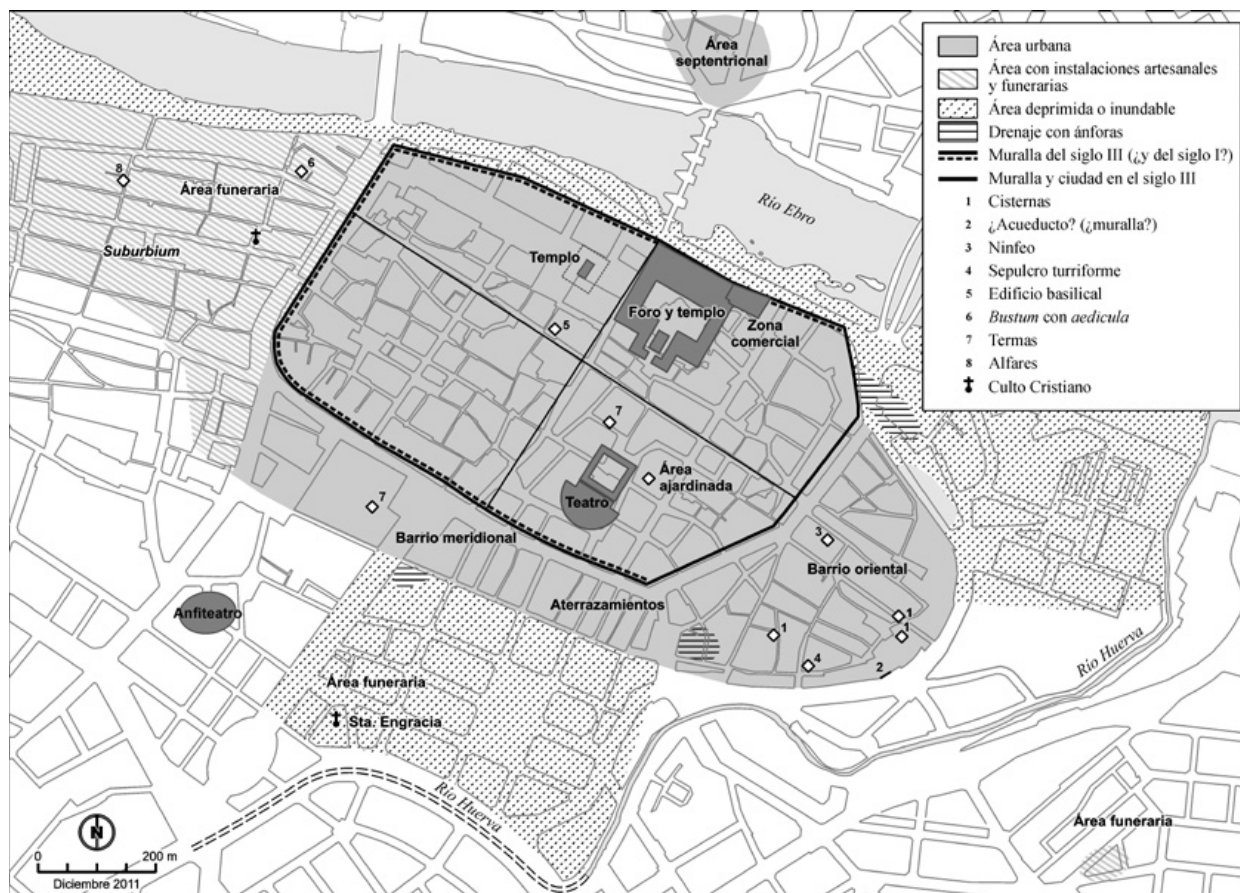 Área
septentrional
Río Ebro
8
6
Área funeraria
Suburbium
Templo
5
Foro y templo
Zona
comercial
7
Área
ajardinada
Teatro
7
Barrio meridional
3
Barrio oriental
Aterrazamientos
1
1
1
4
2
Anfiteatro
Área funeraria
Sta. Engracia
Río Huerva
Río Huerva
Área funeraria
N
0 200 m
Diciembre 2011
Área urbana
Área con instalaciones artesanales
y funerarias
Área deprimida o inundable
Drenaje con ánforas
Muralla del siglo III (¿y del siglo I?)
Muralla y ciudad en el siglo III
1 Cisternas
2 ¿Acueducto? (¿muralla?)
3 Ninfeo
4 Sepulcro turriforme
5 Edificio basilical
6 Bustum con aedicula
7 Termas
8 Alfares
Culto Cristiano